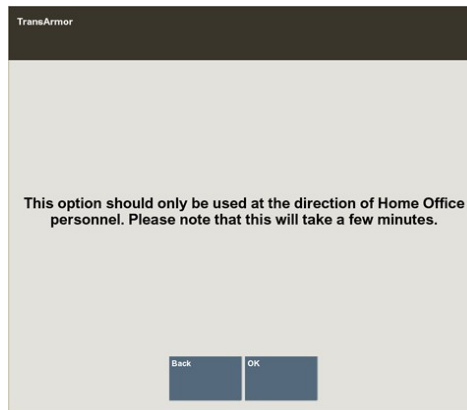 TransArmor
This option should only be used at the direction of Home Office
personnel. Please note that this will take a few minutes.
Back
OK